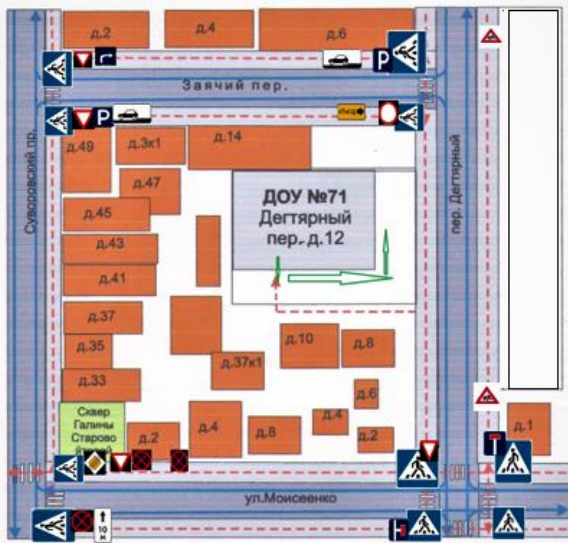 д.2
д.4
д.6
P
Заячий пер.
P
д.49
д.3к1
д.14
д.47
д.45
д.43
д.41
д.37
д.35
д.33
ДОУ №71
Дегтярный
пер. д.12
д.10
д.8
д.37к1
д.6
д.4
д.2
д.1
Сквер
Галины
Старово
д.2
д.4
д.8
Суворовский пр.
пер. Дегтярный
ул.Моисеенко
10
м